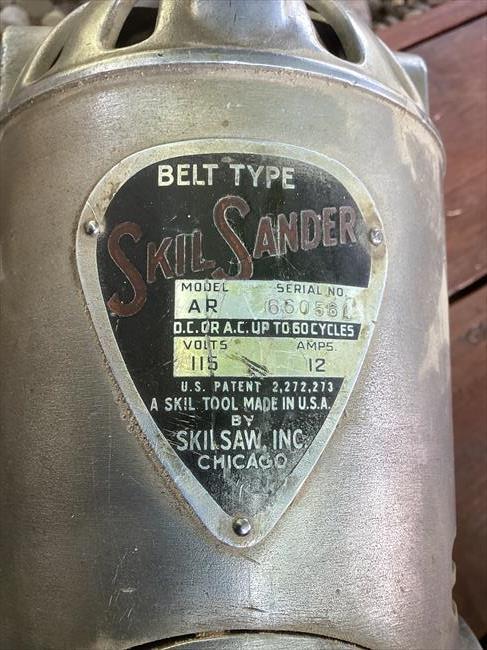 BELT TYPE
SKIL SANDER
MODEL SERIAL NO.
AR
D.C. OR A.C. UP TO 60 CYCLES
VOLTS AMPS.
115 12
U.S. PATENT 2,272,273
A SKIL TOOL MADE IN U.S.A.
BY
SKILSAW, INC.
CHICAGO